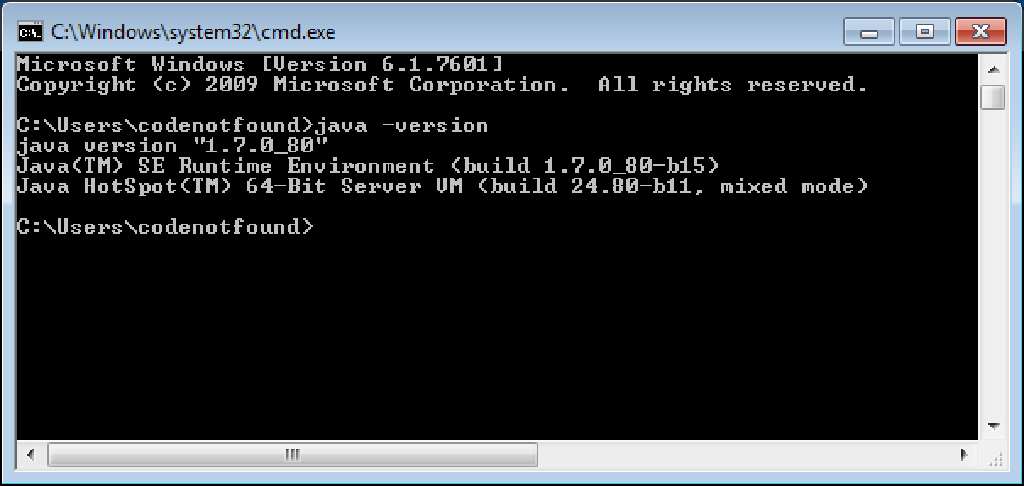 C:\Windows\system32\cmd.exe
Microsoft Windows [Version 6.1.7601]
Copyright (c) 2009 Microsoft Corporation.  All rights reserved.
C:\Users\codenotfound>java -version
java version "1.7.0_80"
Java(TM) SE Runtime Environment (build 1.7.0_80-b15)
Java HotSpot(TM) 64-Bit Server VM (build 24.80-b11, mixed mode)
C:\Users\codenotfound>